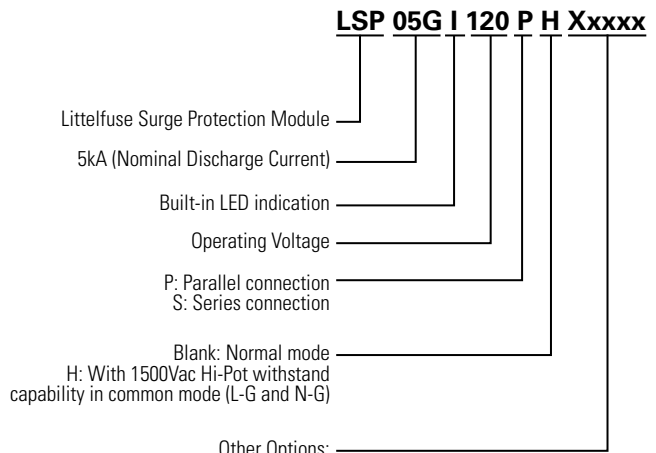 LSP 05G I 120 P H Xxxxx
Littelfuse Surge Protection Module
5kA (Nominal Discharge Current)
Built-in LED indication
Operating Voltage
P: Parallel connection
S: Series connection
Blank: Normal mode
H: With 1500Vac Hi-Pot withstand
capability in common mode (L-G and N-G)
Other Options: